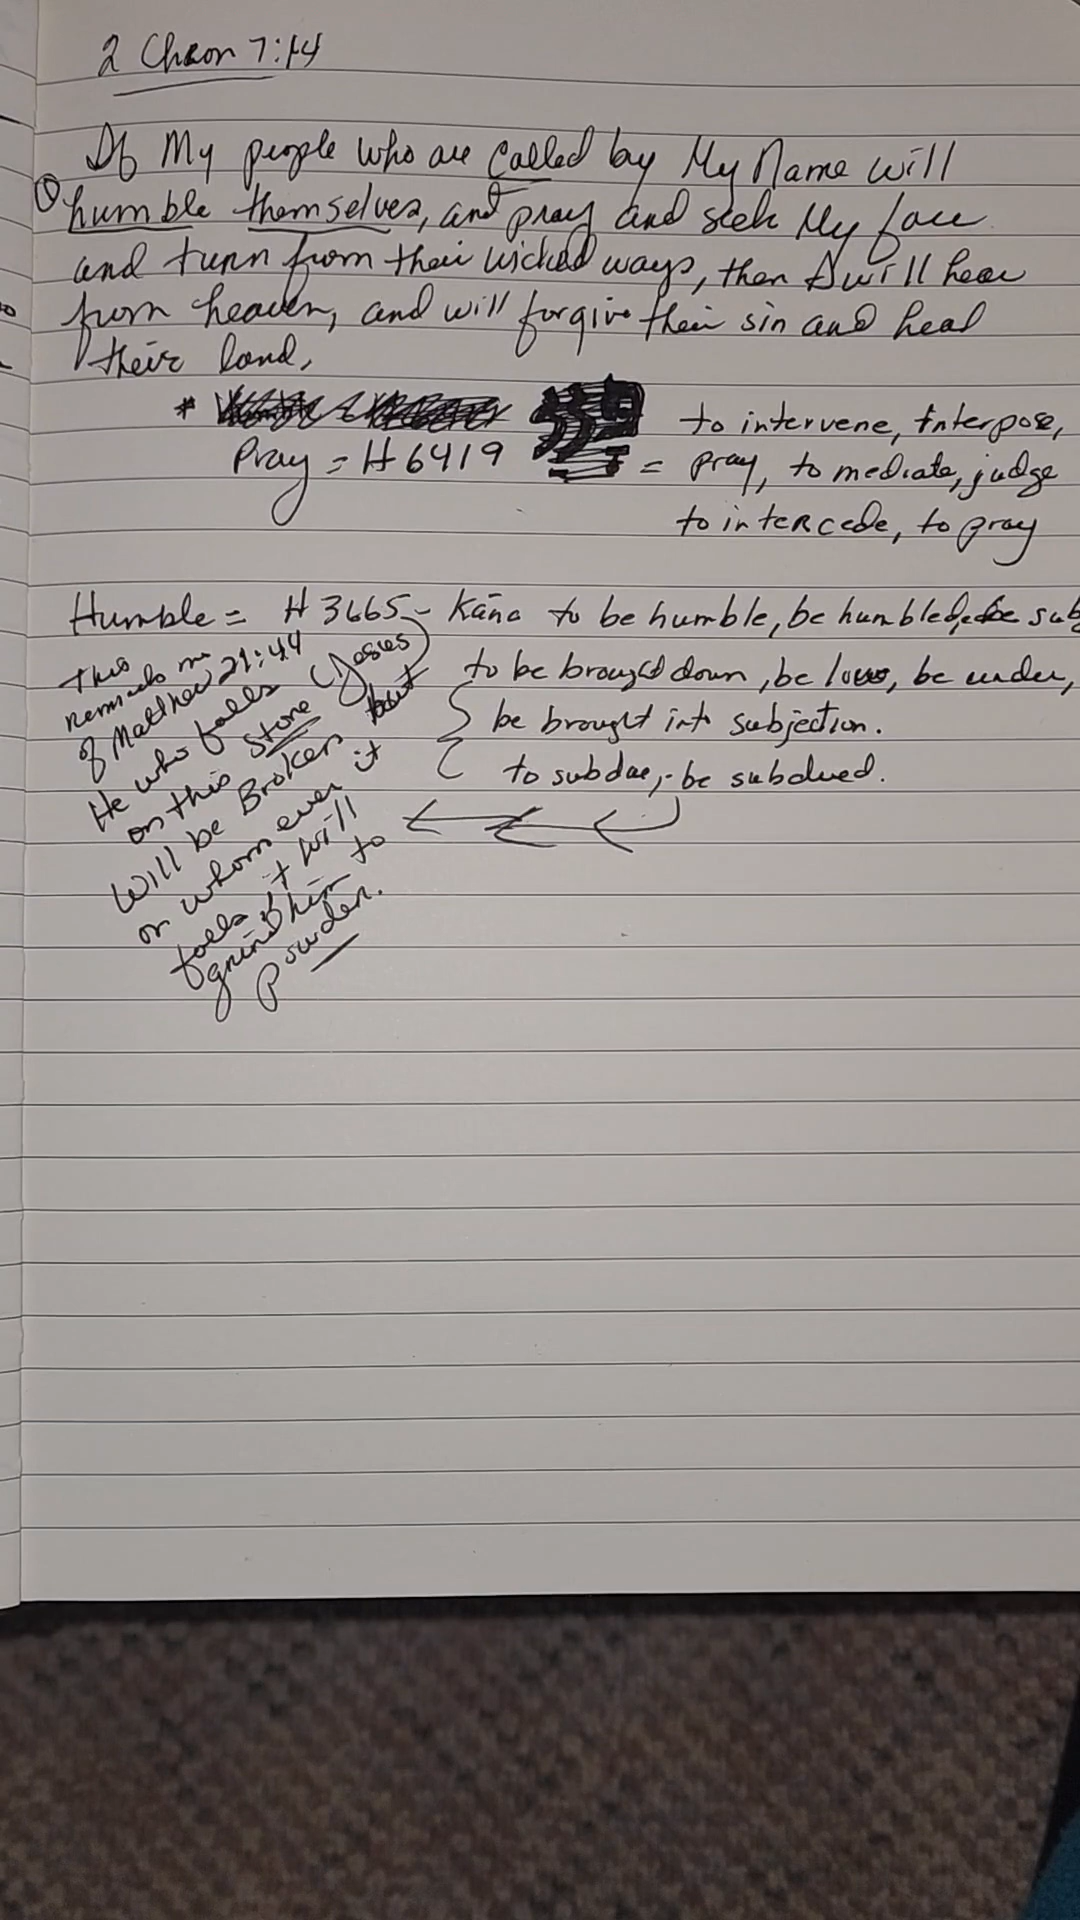 2 Chron 7:14
If My people who are called by My Name will
① humble themselves, and pray and seek My face
and turn from their wicked ways, then I will hear
from heaven, and will forgive their sin and heal
their land,
*
to intervene, Interpose,
Pray = H6419 = pray, to mediate, judge
to intercede, to pray
Humble = H3665 - Kāna to be humble, be humbled, be sub
to be brought down, be low, be under,
be brought into subjection.
to subdue, - be subdued.
This
reminds me
of Matthew 21:44
He who falls
on this stone (Jesus)
will be Broken but
on whom ever it
falls it will
grind him to
powder.